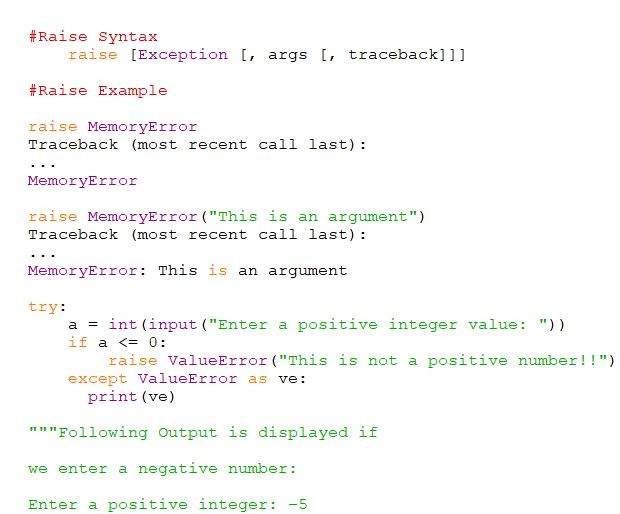 #Raise Syntax
    raise [Exception [, args [, traceback]]]
#Raise Example
raise MemoryError
Traceback (most recent call last):
...
MemoryError
raise MemoryError("This is an argument")
Traceback (most recent call last):
...
MemoryError: This is an argument
try:
    a = int(input("Enter a positive integer value: "))
    if a <= 0:
        raise ValueError("This is not a positive number!!")
    except ValueError as ve:
      print(ve)
"""Following Output is displayed if
we enter a negative number:
Enter a positive integer: –5